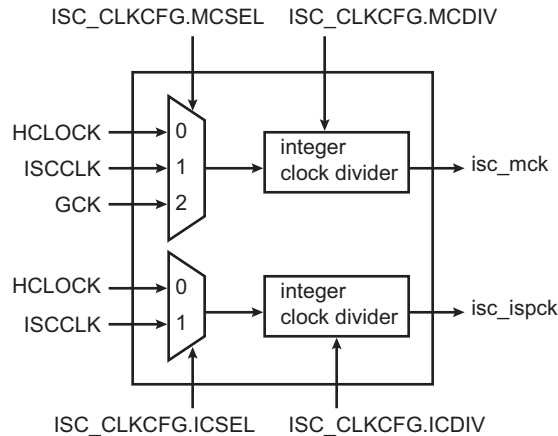 ISC_CLKCFG.MCSEL ISC_CLKCFG.MCDIV
HCLOCK 0
ISCCLK 1
GCK 2
integer
clock divider
isc_mck
HCLOCK 0
ISCCLK 1
integer
clock divider
isc_ispck
ISC_CLKCFG.ICSEL ISC_CLKCFG.ICDIV